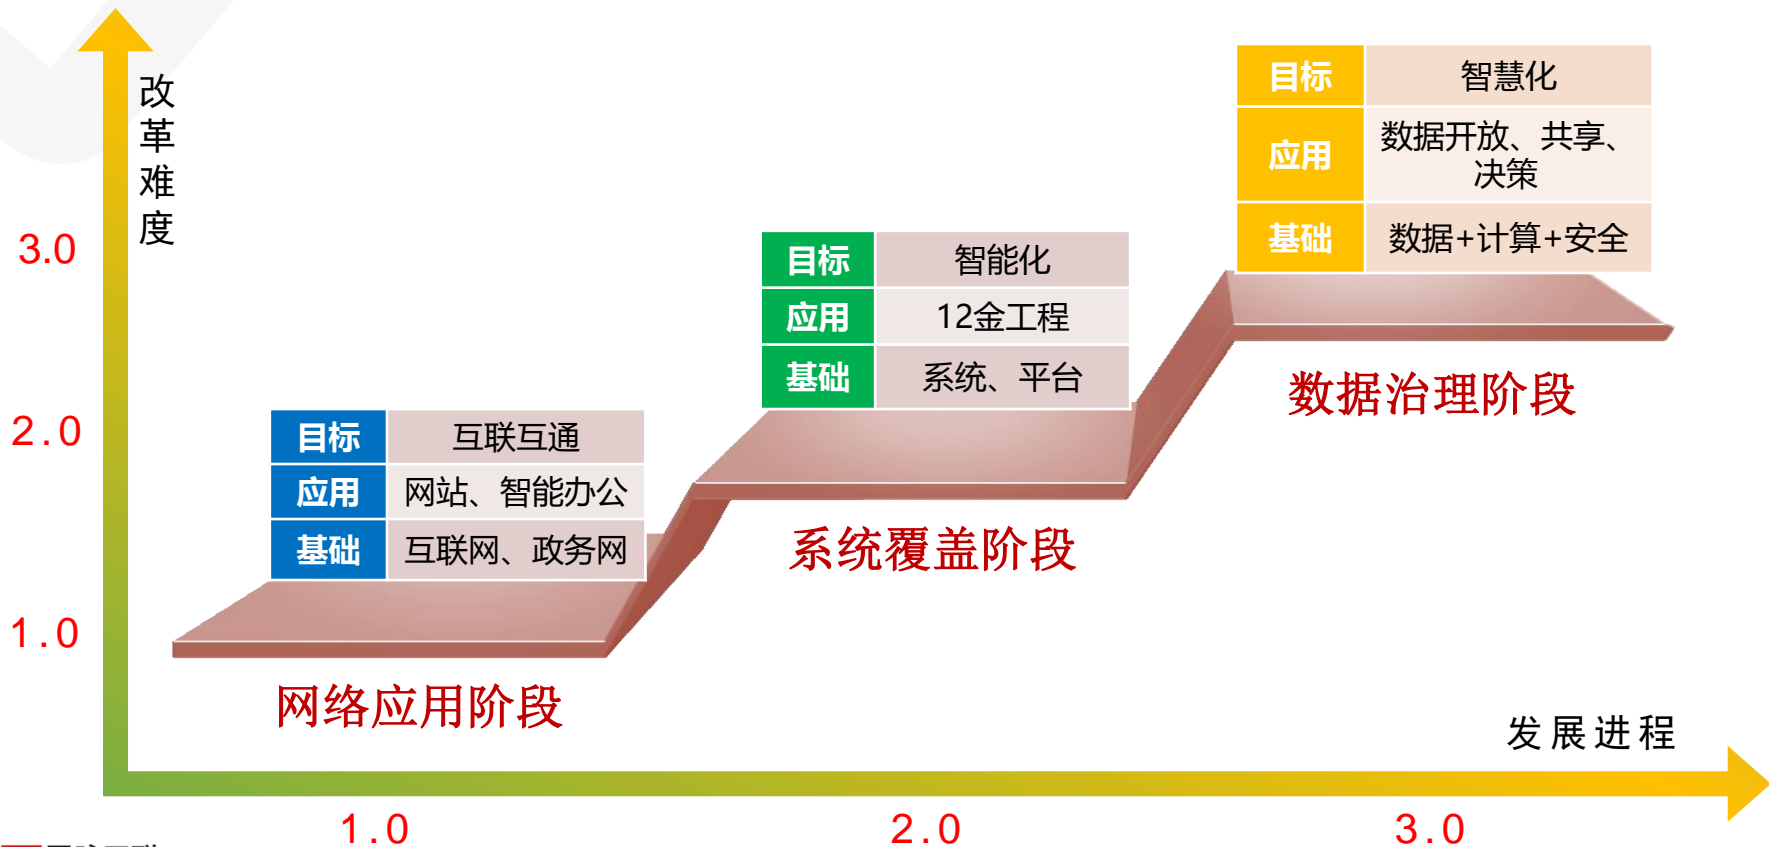 改革难度
3.0
2.0
1.0
目标 智慧化
应用 数据开放、共享、
决策
基础 数据+计算+安全
数据治理阶段
目标 智能化
应用 12金工程
基础 系统、平台
系统覆盖阶段
目标 互联互通
应用 网站、智能办公
基础 互联网、政务网
网络应用阶段
发展进程
1.0 2.0 3.0